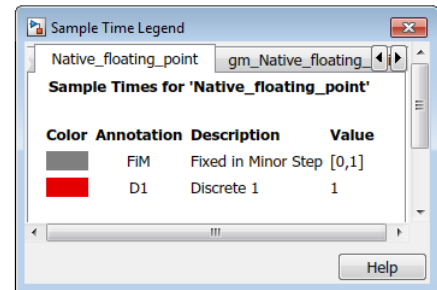 Sample Time Legend
Native_floating_point gm_Native_floating_
Sample Times for 'Native_floating_point'
Color Annotation Description Value
FiM Fixed in Minor Step [0,1]
D1 Discrete 1 1
Help